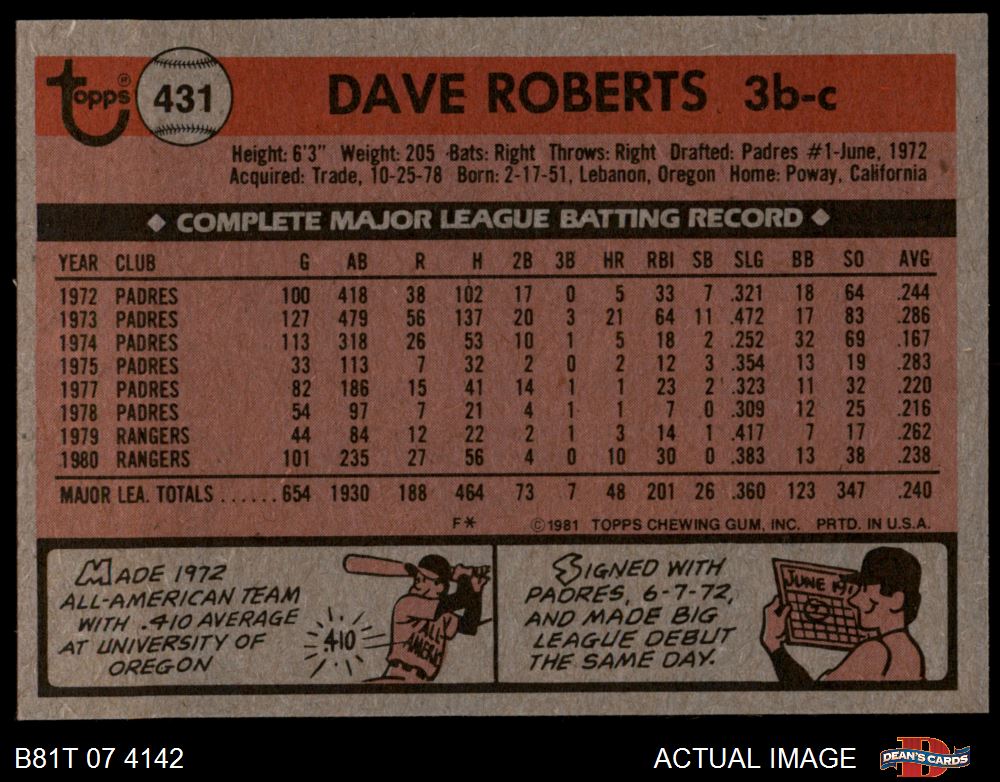 Topps® 431 DAVE ROBERTS 3b-c
Height: 6'3" Weight: 205 Bats: Right Throws: Right Drafted: Padres #1-June, 1972
Acquired: Trade, 10-25-78 Born: 2-17-51, Lebanon, Oregon Home: Poway, California
◆ COMPLETE MAJOR LEAGUE BATTING RECORD ◆
YEAR CLUB G AB R H 2B 3B HR RBI SB SLG BB SO AVG
1972 PADRES 100 418 38 102 17 0 5 33 7 .321 18 64 .244
1973 PADRES 127 479 56 137 20 3 21 64 11 .472 17 83 .286
1974 PADRES 113 318 26 53 10 1 5 18 2 .252 32 69 .167
1975 PADRES 33 113 7 32 2 0 2 12 3 .354 13 19 .283
1977 PADRES 82 186 15 41 14 1 1 23 2 .323 11 32 .220
1978 PADRES 54 97 7 21 4 1 1 7 0 .309 12 25 .216
1979 RANGERS 44 84 12 22 2 1 3 14 1 .417 7 17 .262
1980 RANGERS 101 235 27 56 4 0 10 30 0 .383 13 38 .238
MAJOR LEA. TOTALS ...... 654 1930 188 464 73 7 48 201 26 .360 123 347 .240
F* ©1981 TOPPS CHEWING GUM, INC. PRTD. IN U.S.A.
MADE 1972
ALL-AMERICAN TEAM
WITH .410 AVERAGE
AT UNIVERSITY OF
OREGON
.410
SIGNED WITH
PADRES, 6-7-72,
AND MADE BIG
LEAGUE DEBUT
THE SAME DAY.
JUNE
B81T 07 4142 ACTUAL IMAGE DEAN'S CARDS